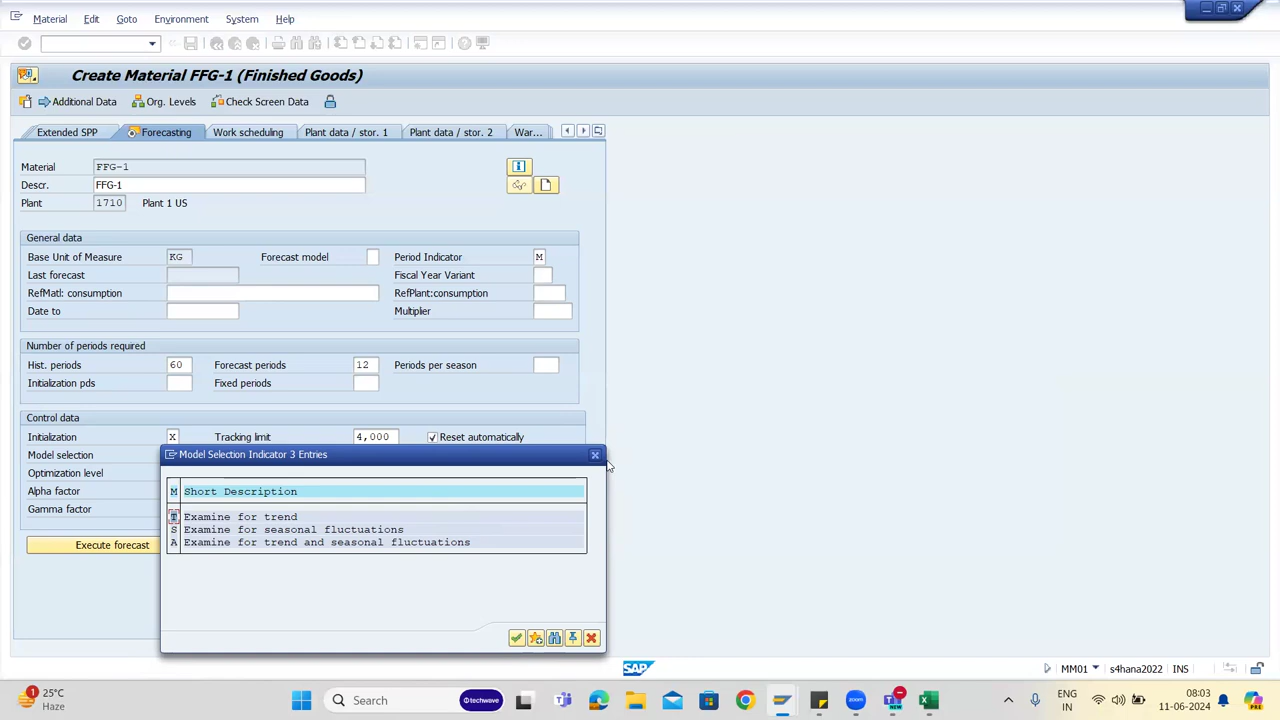 Material Edit Goto Environment System Help
Create Material FFG-1 (Finished Goods)
Additional Data Org. Levels Check Screen Data
Extended SPP Forecasting Work scheduling Plant data / stor. 1 Plant data / stor. 2 War...
Material FFG-1
Descr. FFG-1
Plant 1710 Plant 1 US
General data
Base Unit of Measure KG Forecast model Period Indicator M
Last forecast Fiscal Year Variant
RefMatl: consumption RefPlant:consumption
Date to Multiplier
Number of periods required
Hist. periods 60 Forecast periods 12 Periods per season
Initialization pds Fixed periods
Control data
Initialization X Tracking limit 4,000 Reset automatically
Model selection
Optimization level
Alpha factor
Gamma factor
Execute forecast
Model Selection Indicator 3 Entries
M Short Description
T Examine for trend
S Examine for seasonal fluctuations
A Examine for trend and seasonal fluctuations
SAP MM01 s4hana2022 INS
1 25°C
Haze
Search
techwave
NEW
ENG
IN
08:03
11-06-2024
PRE